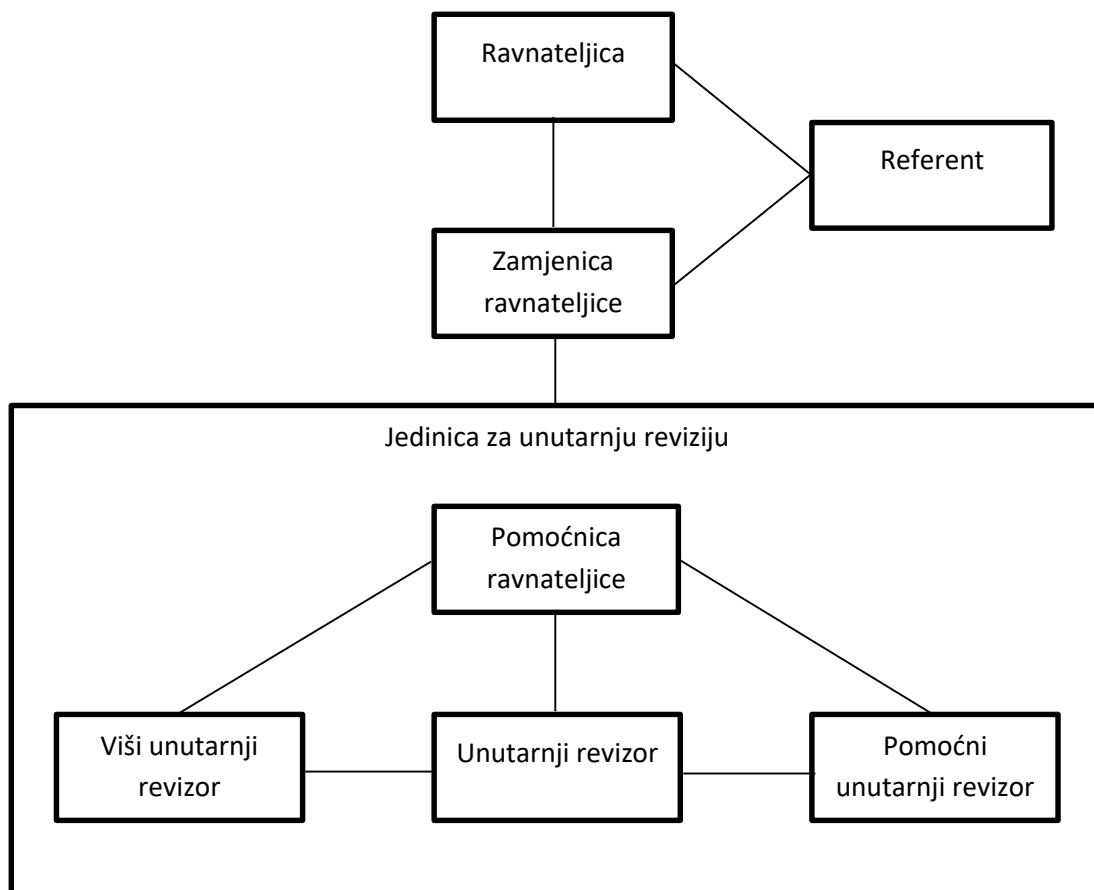 Ravnateljica
Referent
Zamjenica
ravnateljice
Jedinica za unutarnju reviziju
Pomoćnica
ravnateljice
Viši unutarnji
revizor
Unutarnji revizor
Pomoćni
unutarnji revizor